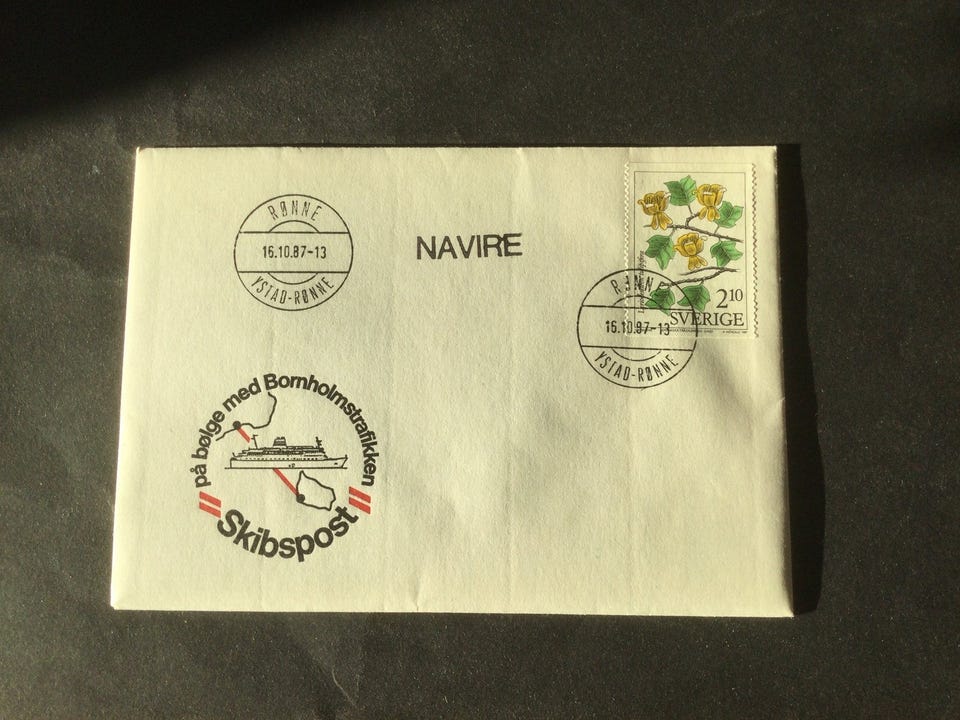 RØNNE
16.10.87-13
YSTAD-RØNNE
NAVIRE
2 10
SVERIGE
RØNNE
16.10.87-13
YSTAD-RØNNE
på bølge med Bornholmstrafikken
Skibspost